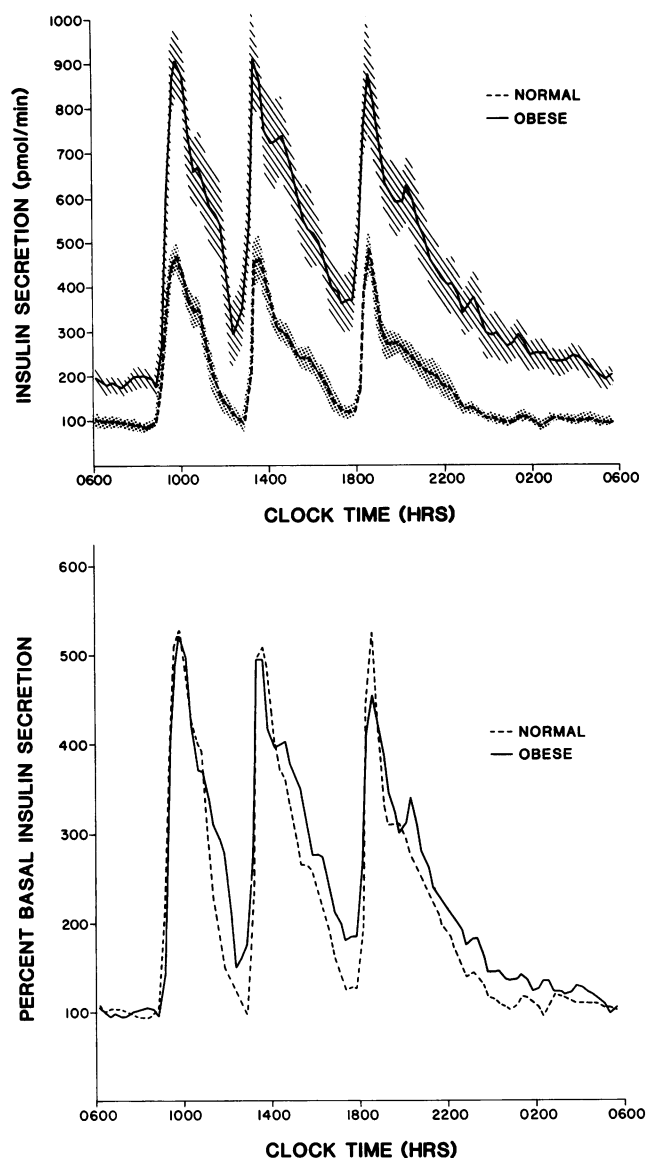 1000
900
800
700
600
500
400
300
200
100
INSULIN SECRETION (pmol/min)
NORMAL
OBESE
0600 1000 1400 1800 2200 0200 0600
CLOCK TIME (HRS)
600
500
400
300
200
100
PERCENT BASAL INSULIN SECRETION
NORMAL
OBESE
0600 1000 1400 1800 2200 0200 0600
CLOCK TIME (HRS)